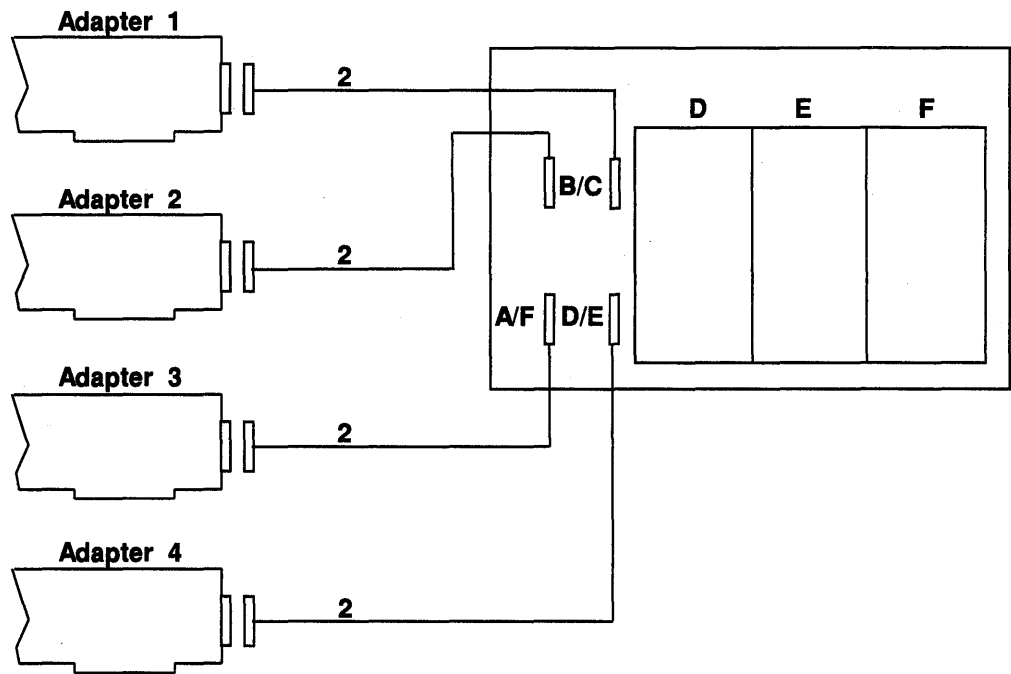 Adapter 1
2
D E F
B/C
Adapter 2
2
A/F D/E
Adapter 3
2
Adapter 4
2